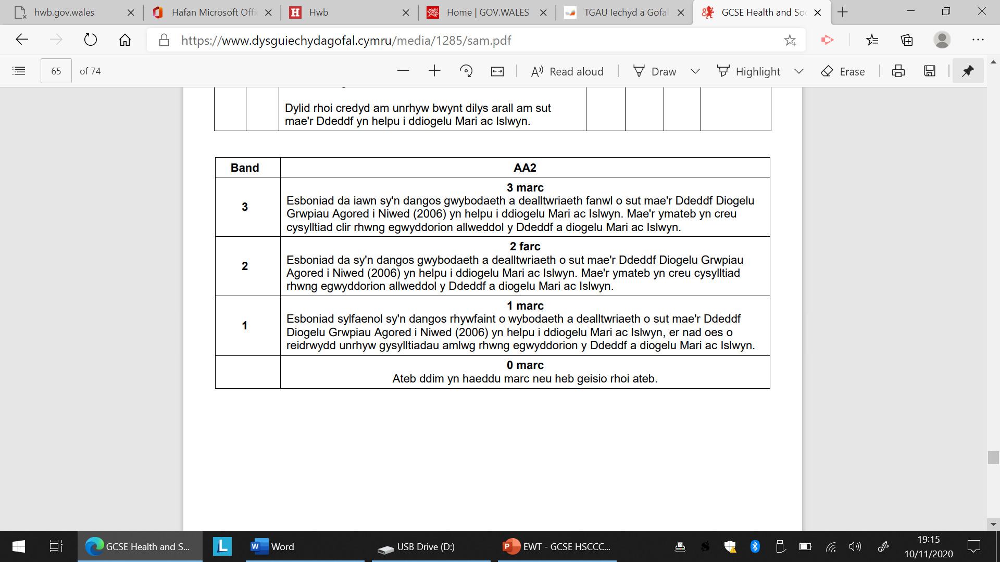 hwb.gov.wales
Hafan Microsoft Offi
Hwb
Home | GOV.WALES
TGAU Iechyd a Gofal
GCSE Health and Soc
https://www.dysguiechydagofal.cymru/media/1285/sam.pdf
65 of 74
Read aloud
Draw
Highlight
Erase
Dylid rhoi credyd am unrhyw bwynt dilys arall am sut
mae'r Ddeddf yn helpu i ddiogelu Mari ac Islwyn.
Band
AA2
3
3 marc
Esboniad da iawn sy'n dangos gwybodaeth a dealltwriaeth fanwl o sut mae'r Ddeddf Diogelu
Grwpiau Agored i Niwed (2006) yn helpu i ddiogelu Mari ac Islwyn. Mae'r ymateb yn creu
cysylltiad clir rhwng egwyddorion allweddol y Ddeddf a diogelu Mari ac Islwyn.
2
2 farc
Esboniad da sy'n dangos gwybodaeth a dealltwriaeth o sut mae'r Ddeddf Diogelu Grwpiau
Agored i Niwed (2006) yn helpu i ddiogelu Mari ac Islwyn. Mae'r ymateb yn creu cysylltiad
rhwng egwyddorion allweddol y Ddeddf a diogelu Mari ac Islwyn.
1
1 marc
Esboniad sylfaenol sy'n dangos rhywfaint o wybodaeth a dealltwriaeth o sut mae'r Ddeddf
Diogelu Grwpiau Agored i Niwed (2006) yn helpu i ddiogelu Mari ac Islwyn, er nad oes o
reidrwydd unrhyw gysylltiadau amlwg rhwng egwyddorion y Ddeddf a diogelu Mari ac Islwyn.
0 marc
Ateb ddim yn haeddu marc neu heb geisio rhoi ateb.
GCSE Health and S...
Word
USB Drive (D:)
EWT - GCSE HSCCC...
19:15
10/11/2020